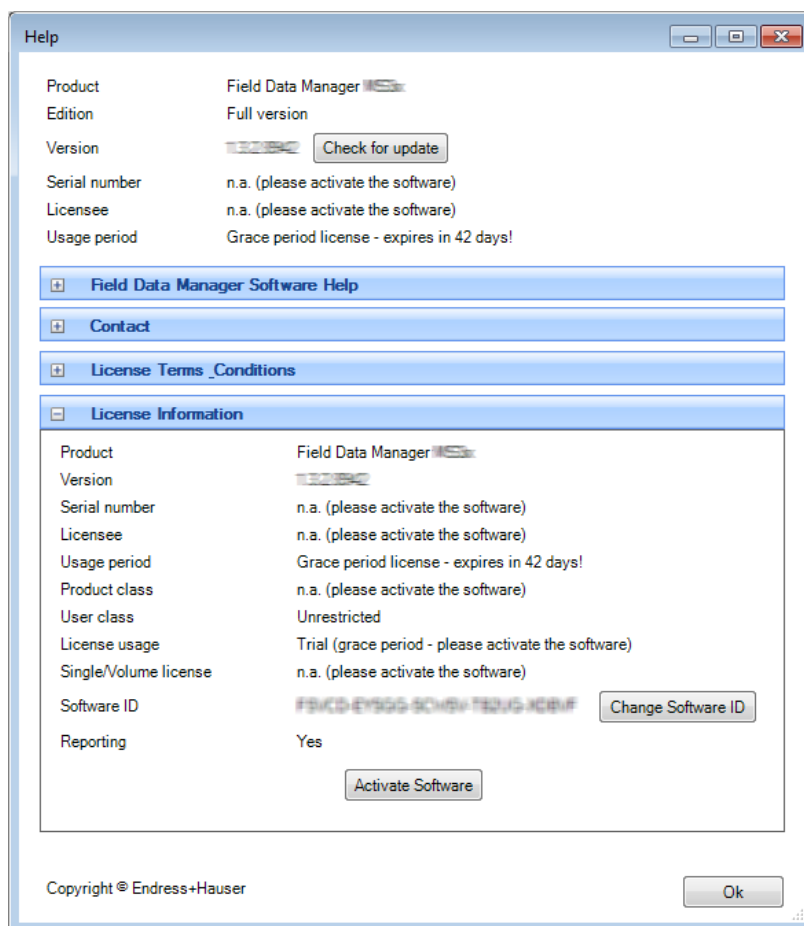 Help
Product Field Data Manager
Edition Full version
Version Check for update
Serial number n.a. (please activate the software)
Licensee n.a. (please activate the software)
Usage period Grace period license - expires in 42 days!
Field Data Manager Software Help
Contact
License Terms _Conditions
License Information
Product Field Data Manager
Version
Serial number n.a. (please activate the software)
Licensee n.a. (please activate the software)
Usage period Grace period license - expires in 42 days!
Product class n.a. (please activate the software)
User class Unrestricted
License usage Trial (grace period - please activate the software)
Single/Volume license n.a. (please activate the software)
Software ID Change Software ID
Reporting Yes
Activate Software
Copyright © Endress+Hauser Ok